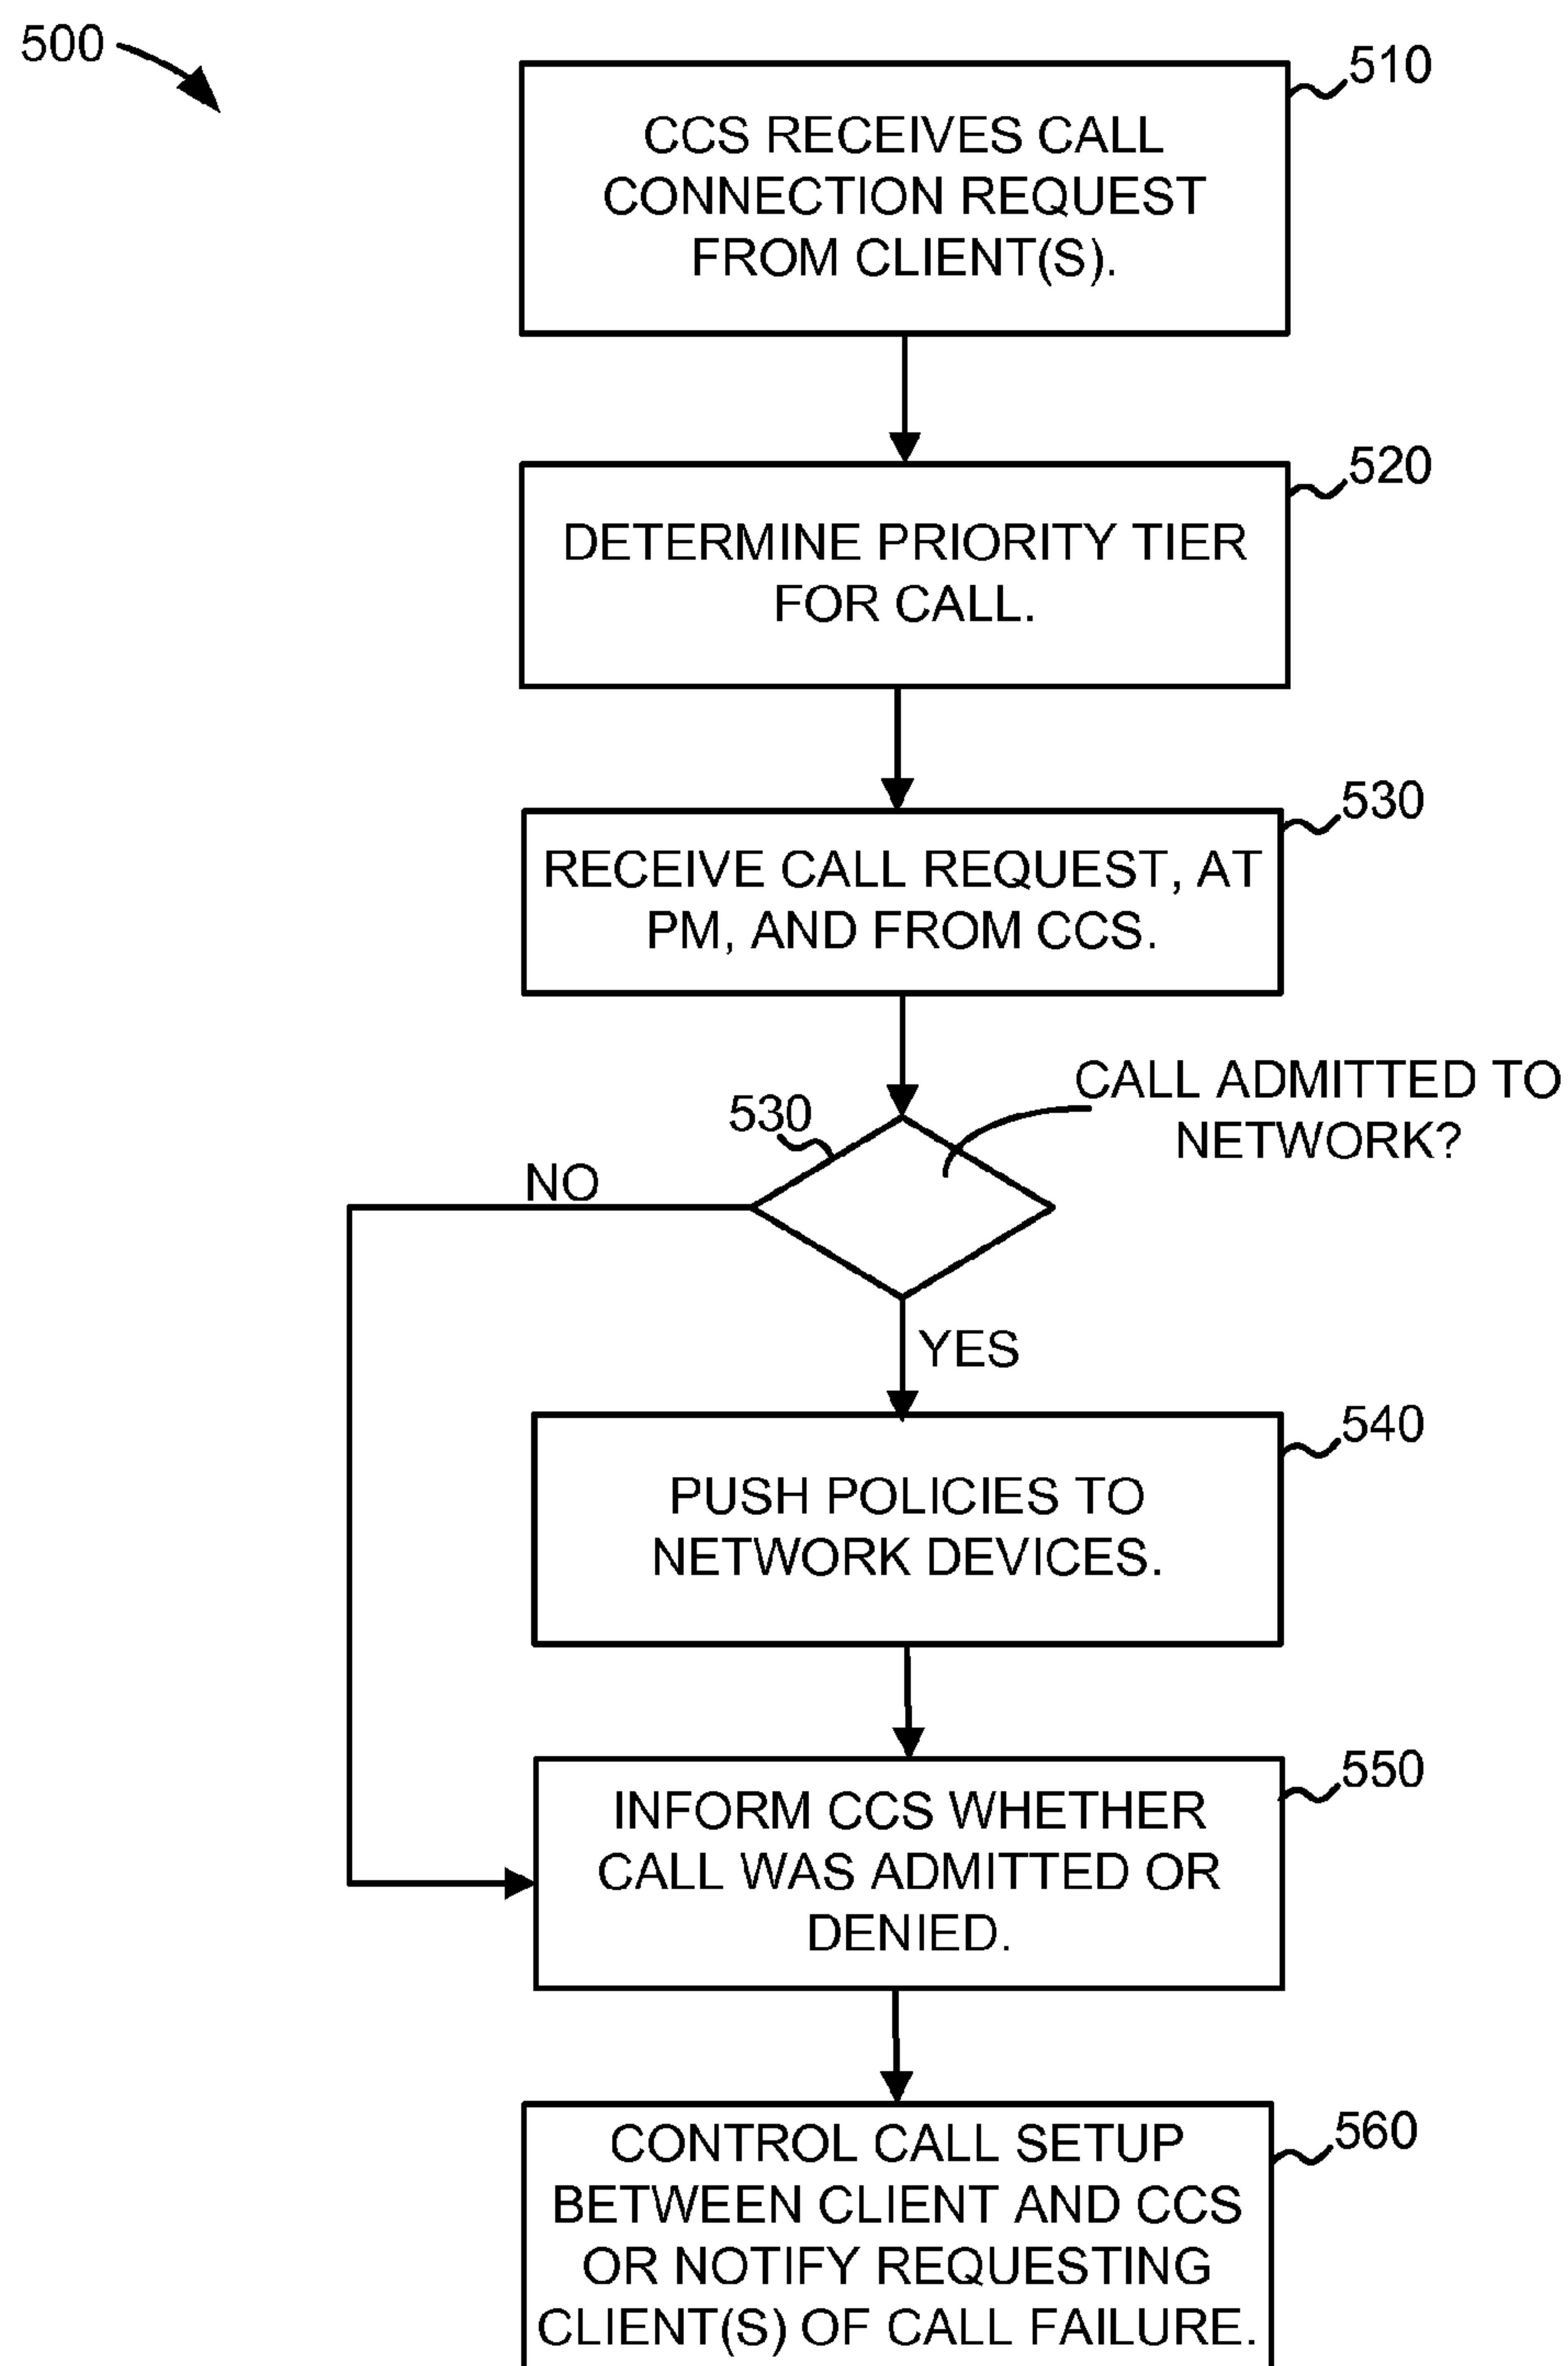 500
510
CCS RECEIVES CALL
CONNECTION REQUEST
FROM CLIENT(S).
520
DETERMINE PRIORITY TIER
FOR CALL.
530
RECEIVE CALL REQUEST, AT
PM, AND FROM CCS.
CALL ADMITTED TO
NETWORK?
530
NO
YES
540
PUSH POLICIES TO
NETWORK DEVICES.
550
INFORM CCS WHETHER
CALL WAS ADMITTED OR
DENIED.
560
CONTROL CALL SETUP
BETWEEN CLIENT AND CCS
OR NOTIFY REQUESTING
CLIENT(S) OF CALL FAILURE.